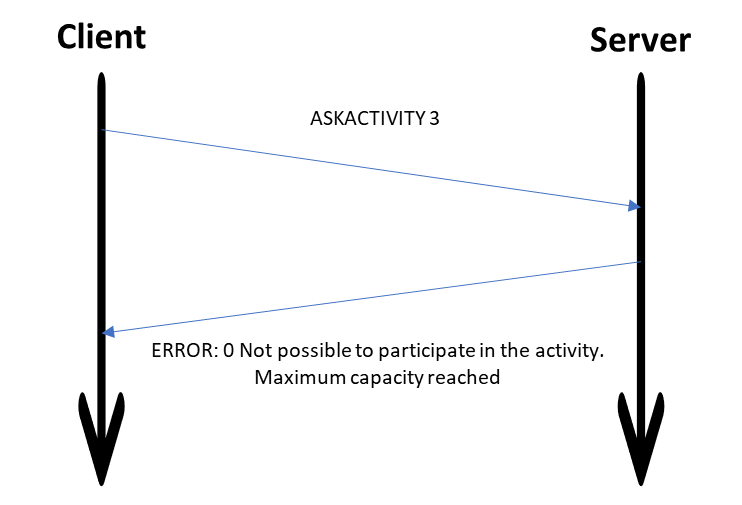 Client
Server
ASKACTIVITY 3
ERROR: 0 Not possible to participate in the activity.
Maximum capacity reached